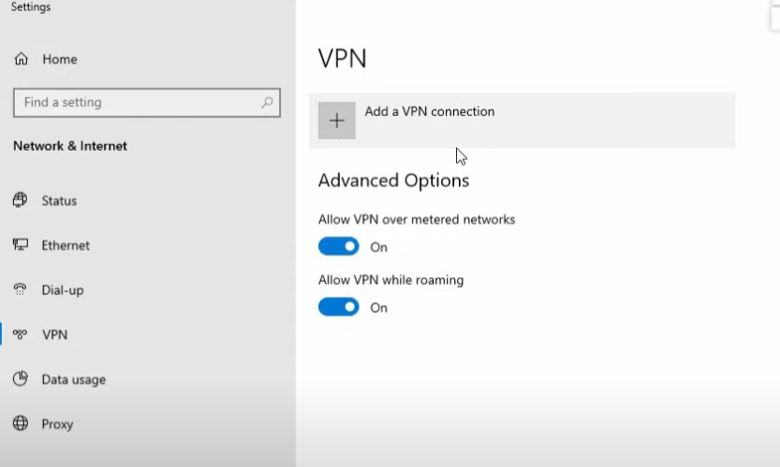 Settings
Home
Find a setting
Network & Internet
Status
Ethernet
Dial-up
VPN
Data usage
Proxy
VPN
Add a VPN connection
Advanced Options
Allow VPN over metered networks
On
Allow VPN while roaming
On